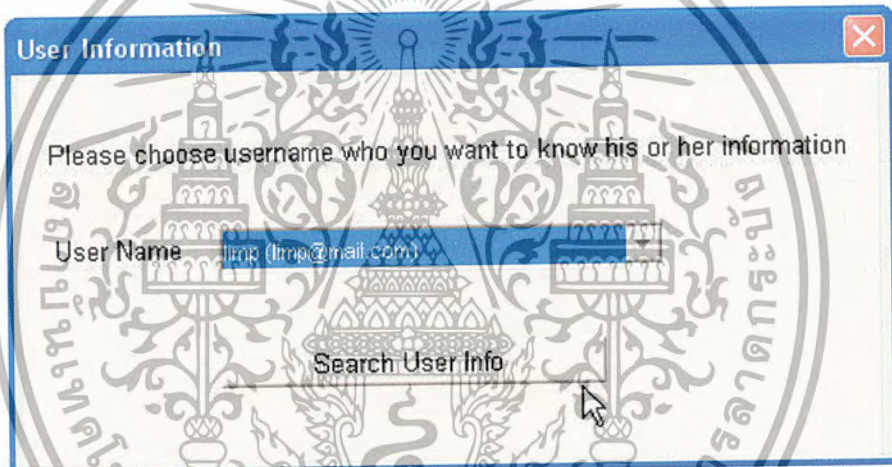 User Information
Please choose username who you want to know his or her information
User Name
limp (limp@mail.com)
Search User Info